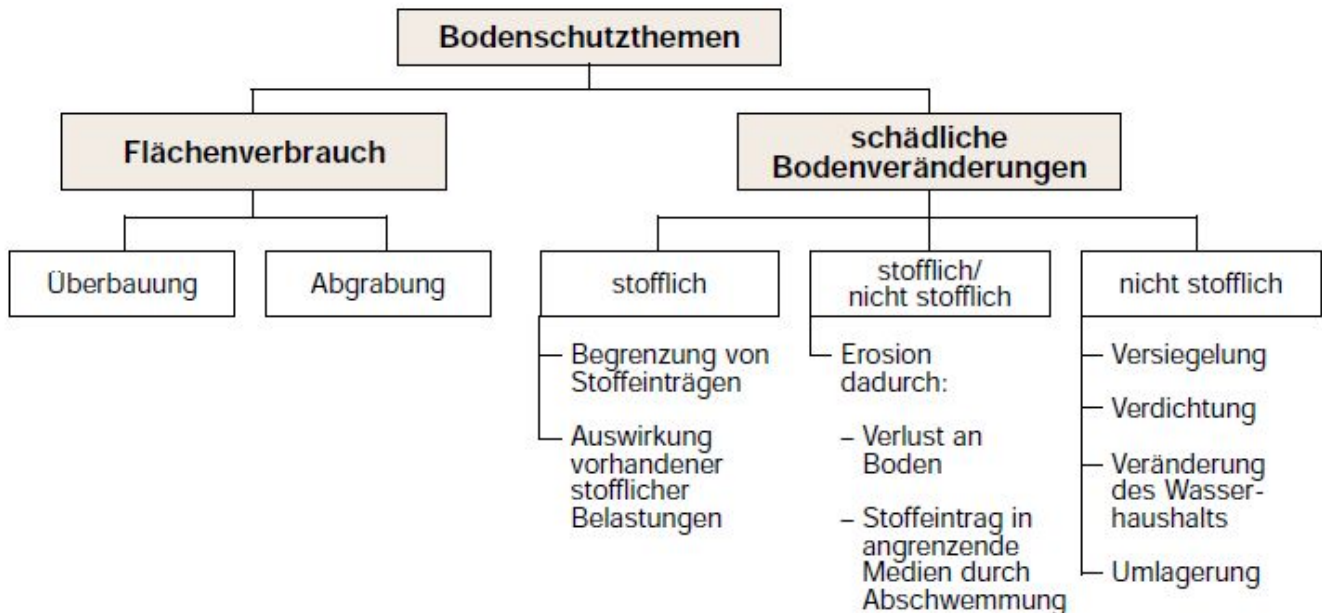 Bodenschutzthemen
Flächenverbrauch
schädliche
Bodenveränderungen
Überbauung
Abgrabung
stofflich
stofflich/
nicht stofflich
nicht stofflich
Begrenzung von
Stoffeinträgen
Auswirkung
vorhandener
stofflicher
Belastungen
Erosion
dadurch:
– Verlust an
Boden
– Stoffeintrag in
angrenzende
Medien durch
Abschwemmung
Versiegelung
Verdichtung
Veränderung
des Wasser-
haushalts
Umlagerung